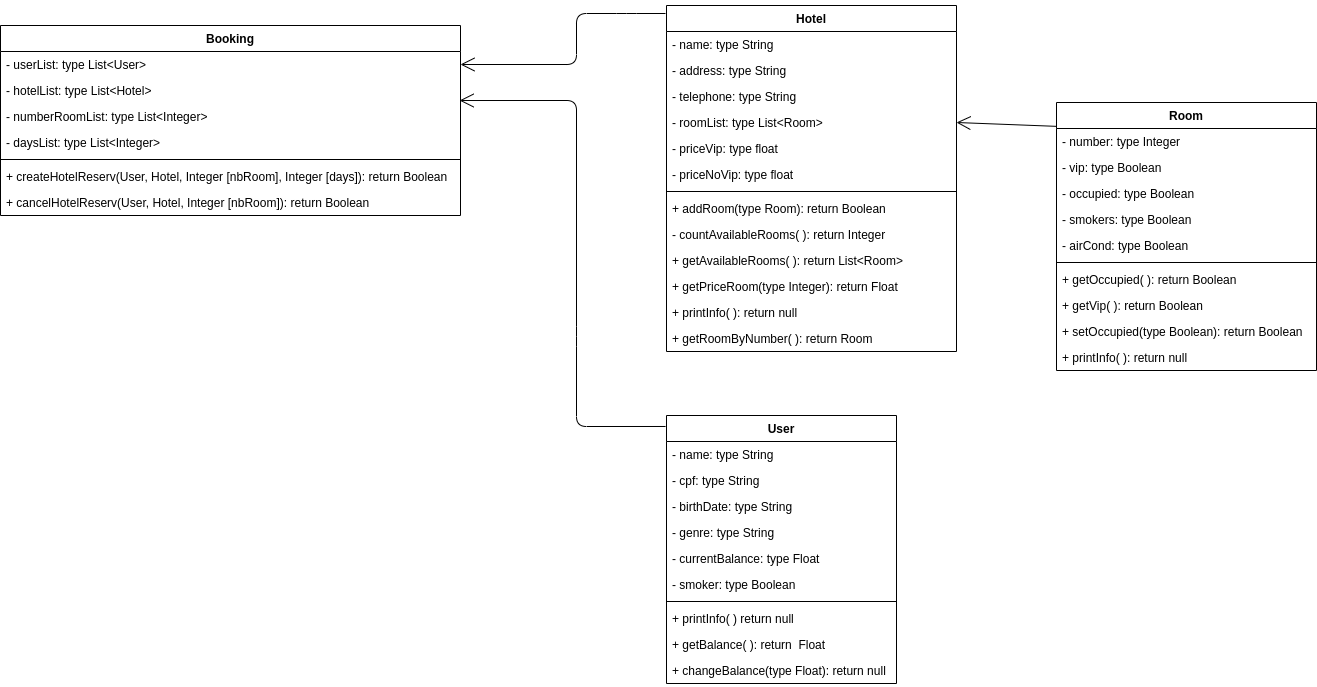 Booking
- userList: type List<User>
- hotelList: type List<Hotel>
- numberRoomList: type List<Integer>
- daysList: type List<Integer>
+ createHotelReserv(User, Hotel, Integer [nbRoom], Integer [days]): return Boolean
+ cancelHotelReserv(User, Hotel, Integer [nbRoom]): return Boolean
Hotel
- name: type String
- address: type String
- telephone: type String
- roomList: type List<Room>
- priceVip: type float
- priceNoVip: type float
+ addRoom(type Room): return Boolean
- countAvailableRooms( ): return Integer
+ getAvailableRooms( ): return List<Room>
+ getPriceRoom(type Integer): return Float
+ printInfo( ): return null
+ getRoomByNumber( ): return Room
Room
- number: type Integer
- vip: type Boolean
- occupied: type Boolean
- smokers: type Boolean
- airCond: type Boolean
+ getOccupied( ): return Boolean
+ getVip( ): return Boolean
+ setOccupied(type Boolean): return Boolean
+ printInfo( ): return null
User
- name: type String
- cpf: type String
- birthDate: type String
- genre: type String
- currentBalance: type Float
- smoker: type Boolean
+ printInfo( ) return null
+ getBalance( ): return  Float
+ changeBalance(type Float): return null